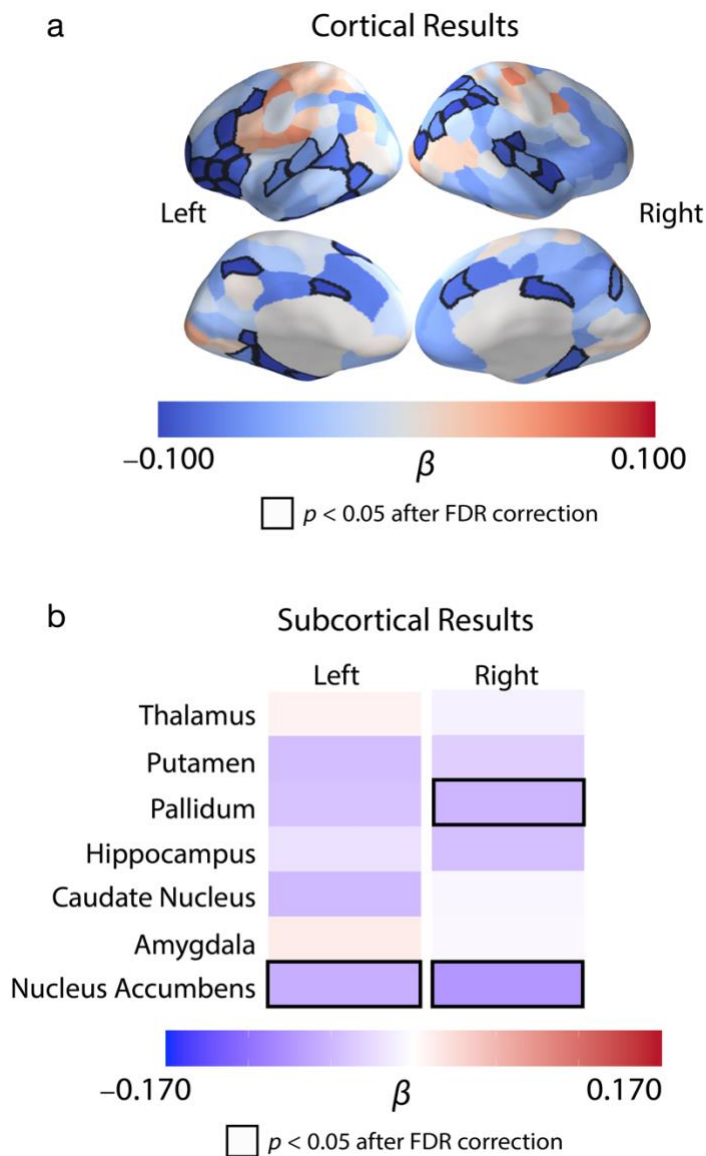 a
Cortical Results
Left
Right
−0.100
β
0.100
p < 0.05 after FDR correction
b
Subcortical Results
Left
Right
Thalamus
Putamen
Pallidum
Hippocampus
Caudate Nucleus
Amygdala
Nucleus Accumbens
−0.170
β
0.170
p < 0.05 after FDR correction